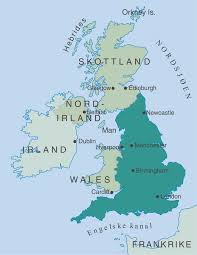 Orkney Is.
Hebrides
NORDSJØEN
SKOTTLAND
Glasgow
Edinburgh
NORD-
IRLAND
Belfast
Newcastle
Man
Dublin
IRLAND
Liverpool
Manchester
WALES
Birmingham
Cardiff
London
Engelske kanal
FRANKRIKE